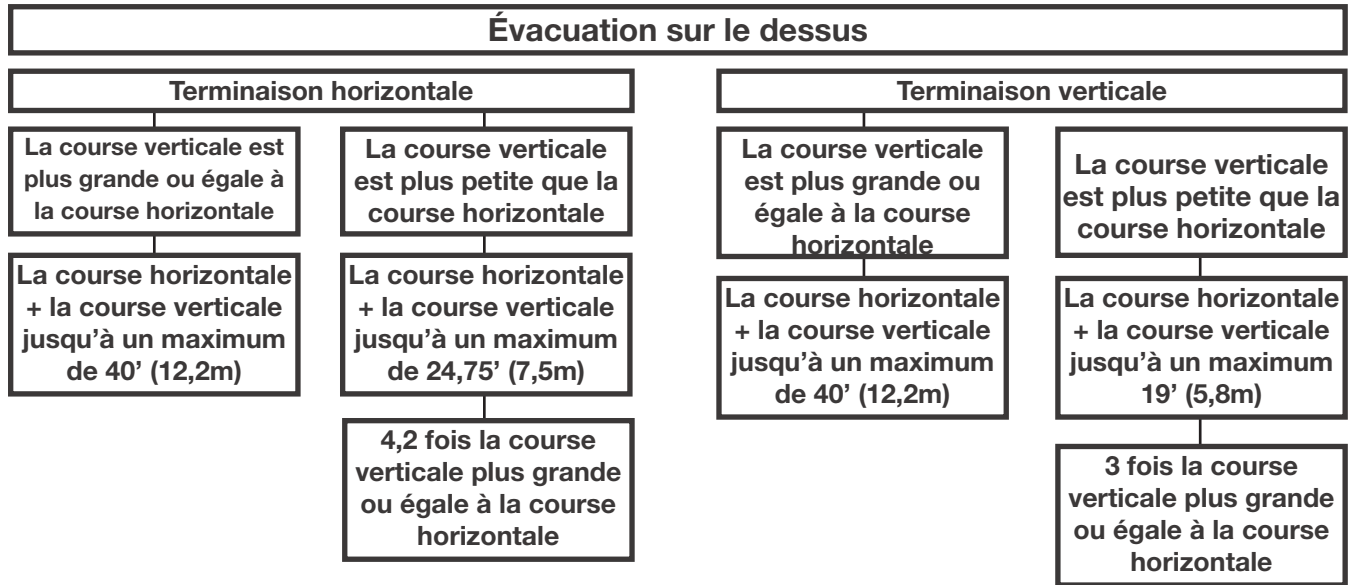 Évacuation sur le dessus
Terminaison horizontale
La course verticale est
plus grande ou égale à
la course horizontale
La course horizontale
+ la course verticale
jusqu'à un maximum
de 40’ (12,2m)
La course verticale
est plus petite que la
course horizontale
La course horizontale
+ la course verticale
jusqu'à un maximum
de 24,75’ (7,5m)
4,2 fois la course
verticale plus grande
ou égale à la course
horizontale
Terminaison verticale
La course verticale
est plus grande ou
égale à la course
horizontale
La course horizontale
+ la course verticale
jusqu'à un maximum
de 40’ (12,2m)
La course verticale
est plus petite que la
course horizontale
La course horizontale
+ la course verticale
jusqu'à un maximum
19’ (5,8m)
3 fois la course
verticale plus grande
ou égale à la course
horizontale